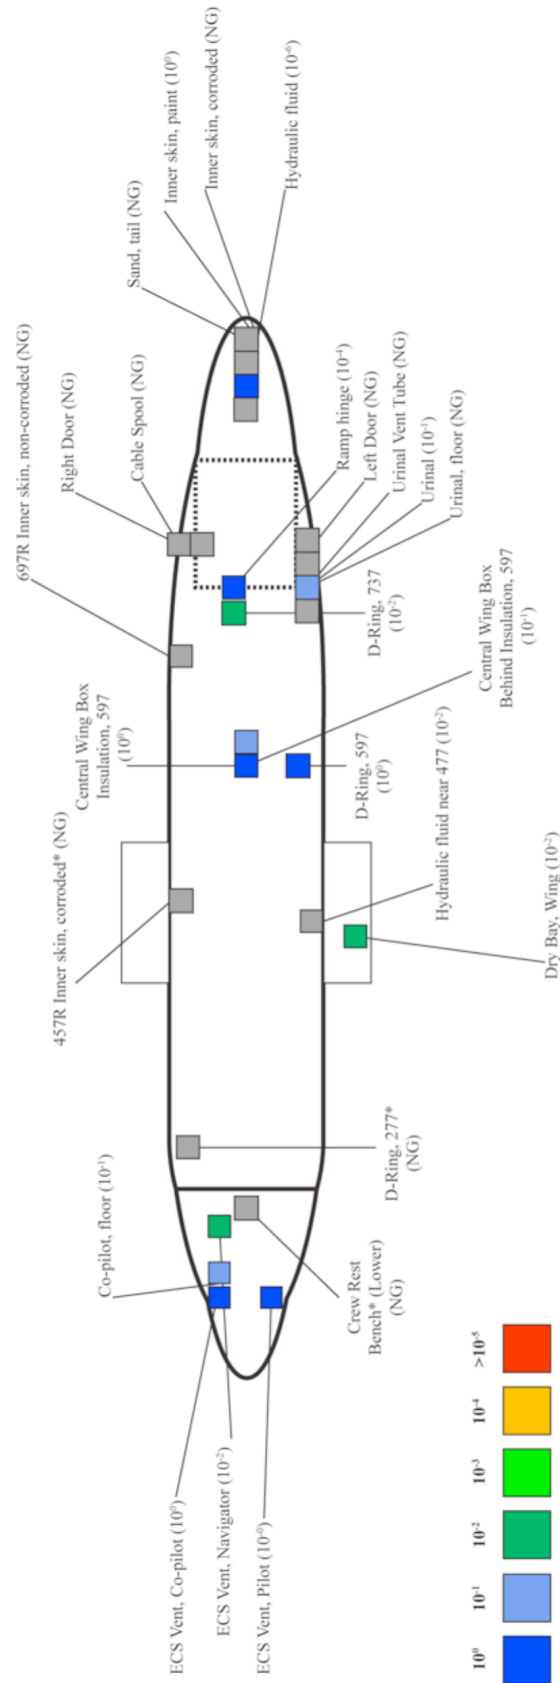 Sand, tail (NG)
Inner skin, paint (10⁰)
Inner skin, corroded (NG)
Hydraulic fluid (10⁻⁶)
697R Inner skin, non-corroded (NG)
Right Door (NG)
Cable Spool (NG)
Ramp hinge (10⁻⁴)
Left Door (NG)
Urinal Vent Tube (NG)
Urinal (10⁻¹)
Urinal, floor (NG)
D-Ring, 737
(10⁻²)
Central Wing Box
Insulation, 597
(10⁰)
Central Wing Box
Behind Insulation, 597
(10⁻¹)
D-Ring, 597
(10⁰)
457R Inner skin, corroded* (NG)
Hydraulic fluid near 477 (10⁻²)
Dry Bay, Wing (10⁻²)
D-Ring, 277*
(NG)
Co-pilot, floor (10⁻¹)
Crew Rest
Bench* (Lower)
(NG)
ECS Vent, Co-pilot (10⁰)
ECS Vent, Navigator (10⁻²)
ECS Vent, Pilot (10⁻⁰)
10⁰
10⁻¹
10⁻²
10⁻³
10⁻⁴
>10⁻⁵